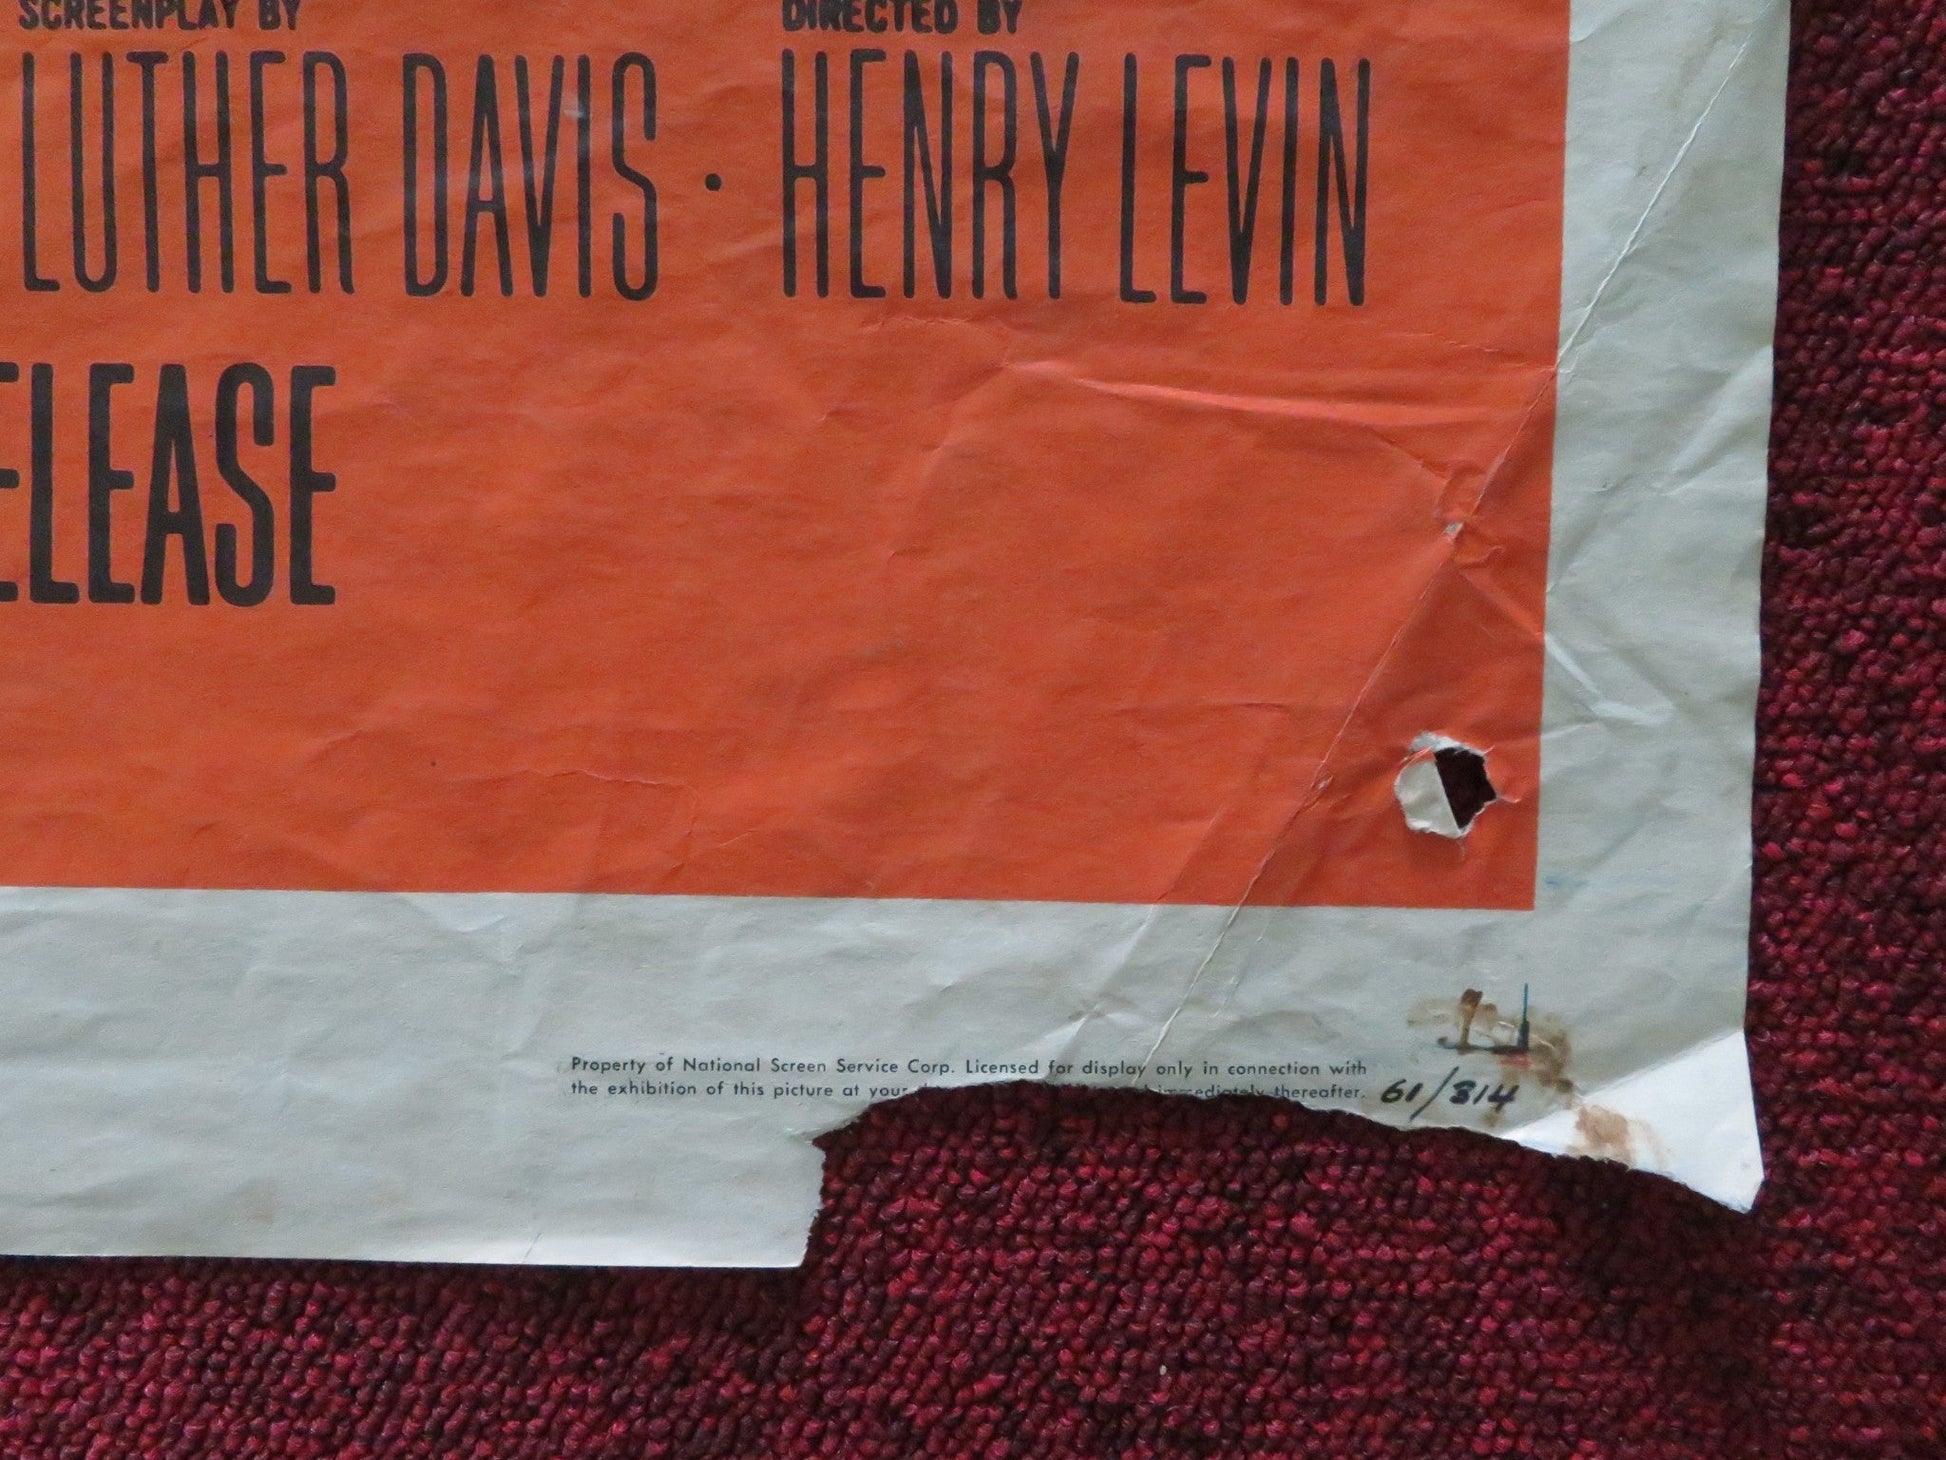 SCREENPLAY BY
DIRECTED BY
LUTHER DAVIS · HENRY LEVIN
ELEASE
Property of National Screen Service Corp. Licensed for display only in connection with
the exhibition of this picture at your immediately thereafter. 61/314